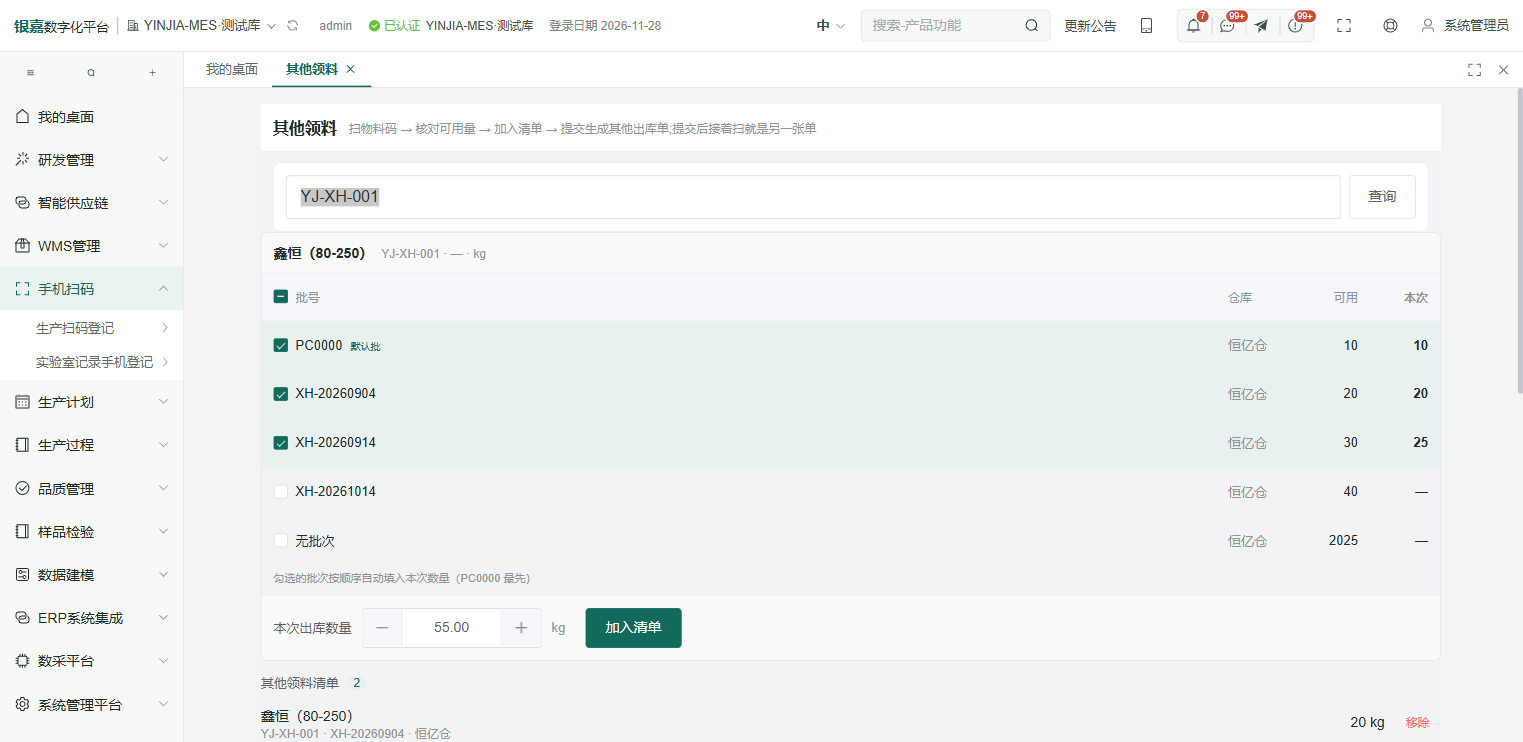 银嘉数字化平台 YINJIA-MES·测试库 admin 已认证 YINJIA-MES·测试库 登录日期 2026-11-28 中 搜索-产品功能 更新公告 7 99+ 99+ 系统管理员
我的桌面 其他领料
我的桌面
研发管理
智能供应链
WMS管理
手机扫码
生产扫码登记
实验室记录手机登记
生产计划
生产过程
品质管理
样品检验
数据建模
ERP系统集成
数采平台
系统管理平台
其他领料 扫物料码 → 核对可用量 → 加入清单 → 提交生成其他出库单;提交后接着扫就是另一张单
YJ-XH-001 查询
鑫恒（80-250） YJ-XH-001 · — · kg
批号 仓库 可用 本次
PC0000 默认批 恒亿仓 10 10
XH-20260904 恒亿仓 20 20
XH-20260914 恒亿仓 30 25
XH-20261014 恒亿仓 40 —
无批次 恒亿仓 2025 —
勾选的批次按顺序自动填入本次数量（PC0000 最先）
本次出库数量 — 55.00 + kg 加入清单
其他领料清单 2
鑫恒（80-250） 20 kg 移除
YJ-XH-001 · XH-20260904 · 恒亿仓